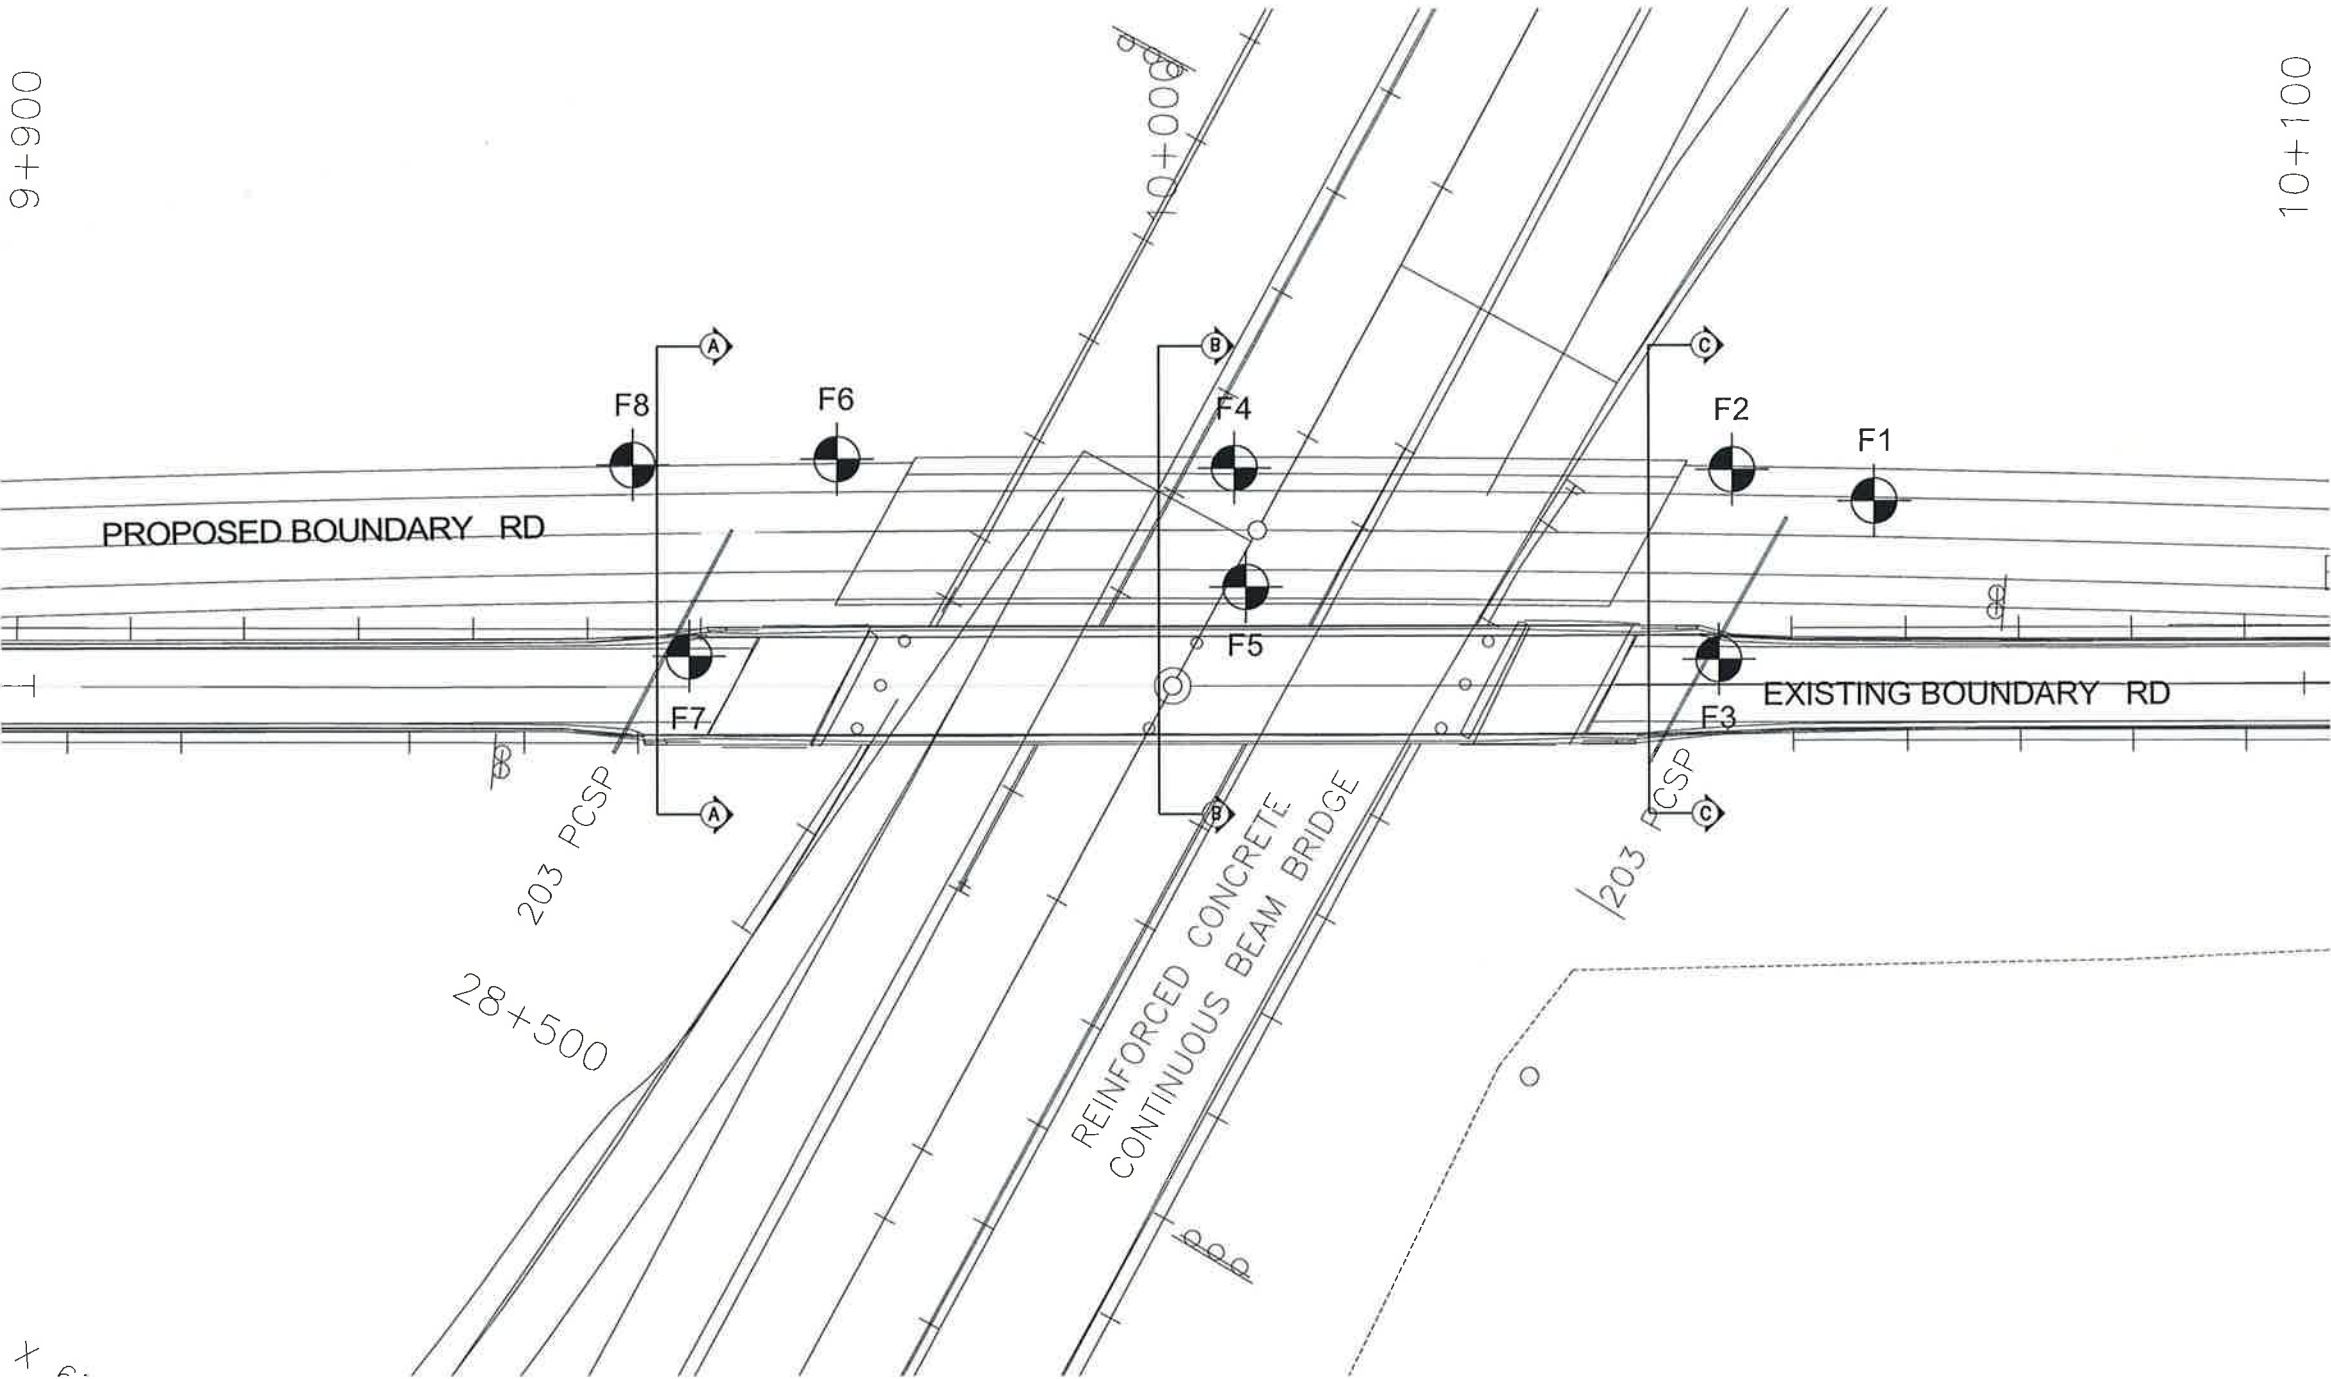 9+900
10+000
10+100
A
B
C
F8
F6
F4
F2
F1
PROPOSED BOUNDARY RD
F5
EXISTING BOUNDARY RD
F7
F3
A
B
C
203 PCSP
203 PCSP
REINFORCED CONCRETE
CONTINUOUS BEAM BRIDGE
28+500
X